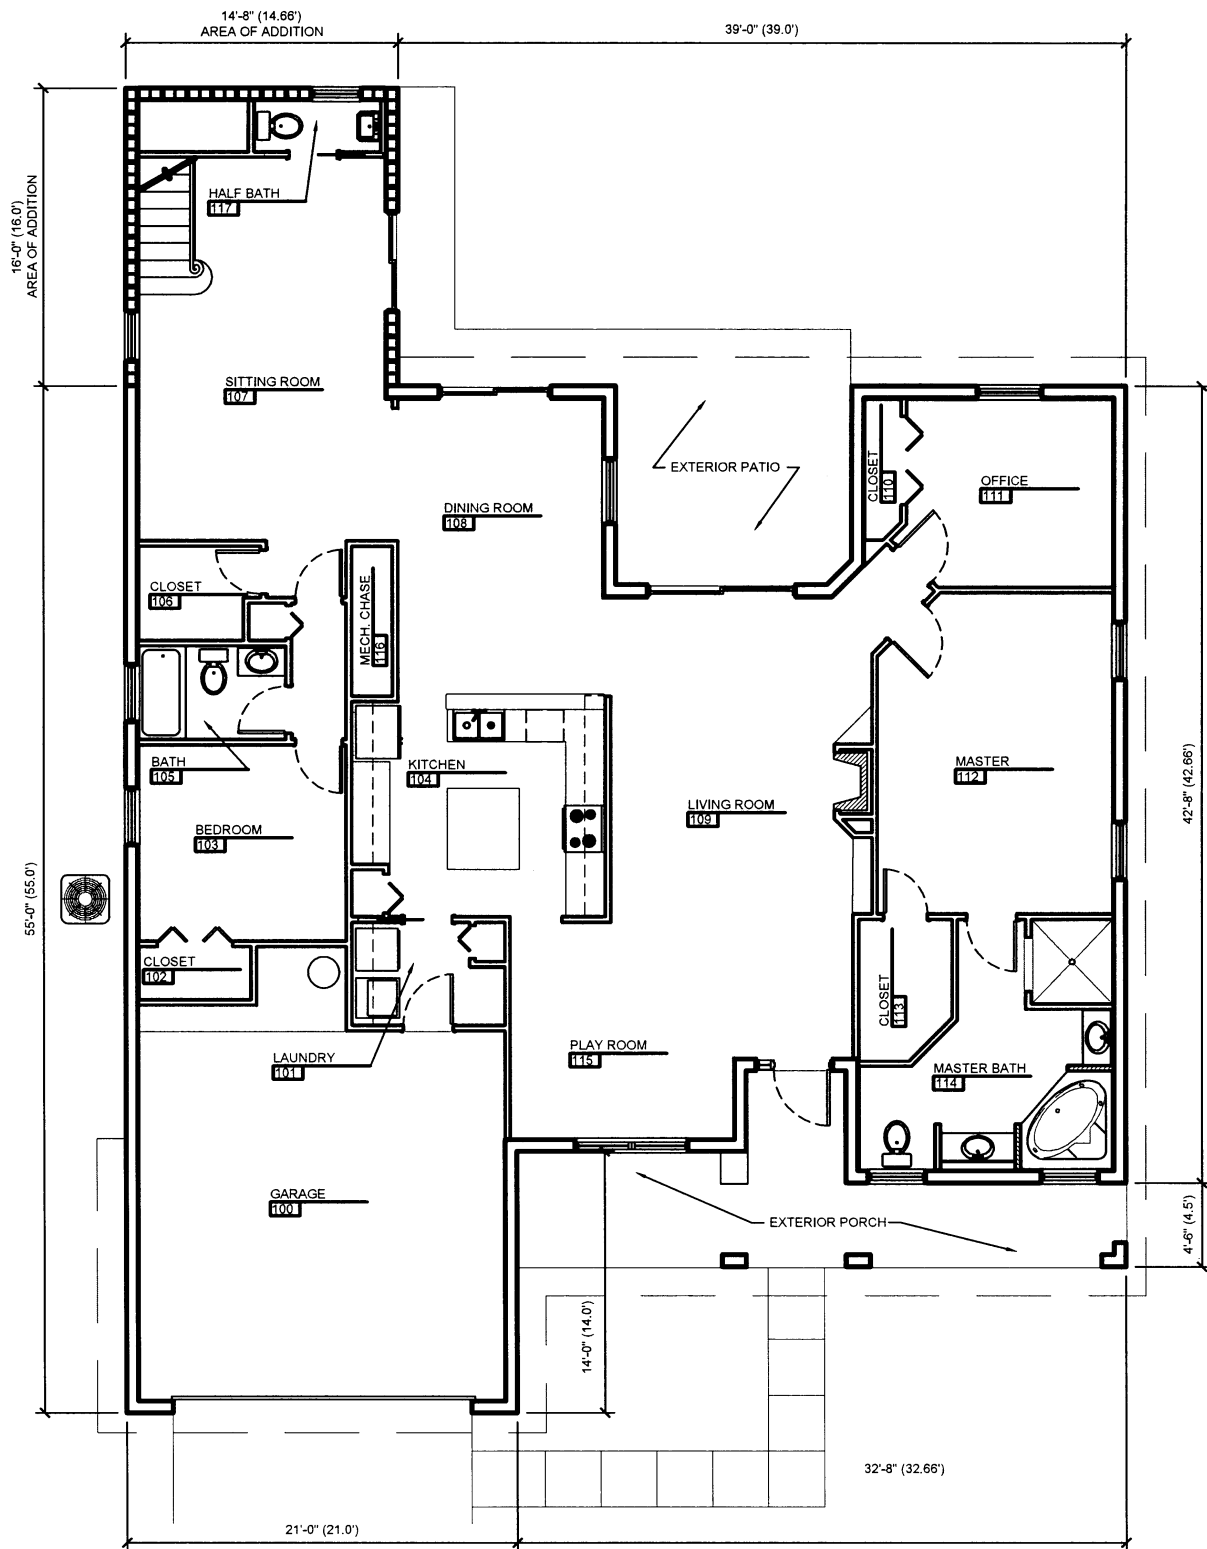 14'-8" (14.66')
AREA OF ADDITION
39'-0" (39.0')
16'-0" (16.0')
AREA OF ADDITION
HALF BATH
117
SITTING ROOM
107
EXTERIOR PATIO
CLOSET
110
OFFICE
111
DINING ROOM
108
CLOSET
106
MECH. CHASE
116
BATH
105
KITCHEN
104
MASTER
112
LIVING ROOM
109
BEDROOM
103
42'-8" (42.66')
55'-0" (55.0')
CLOSET
102
CLOSET
113
LAUNDRY
101
PLAY ROOM
115
MASTER BATH
114
GARAGE
100
EXTERIOR PORCH
4'-6" (4.5')
14'-0" (14.0')
32'-8" (32.66')
21'-0" (21.0')